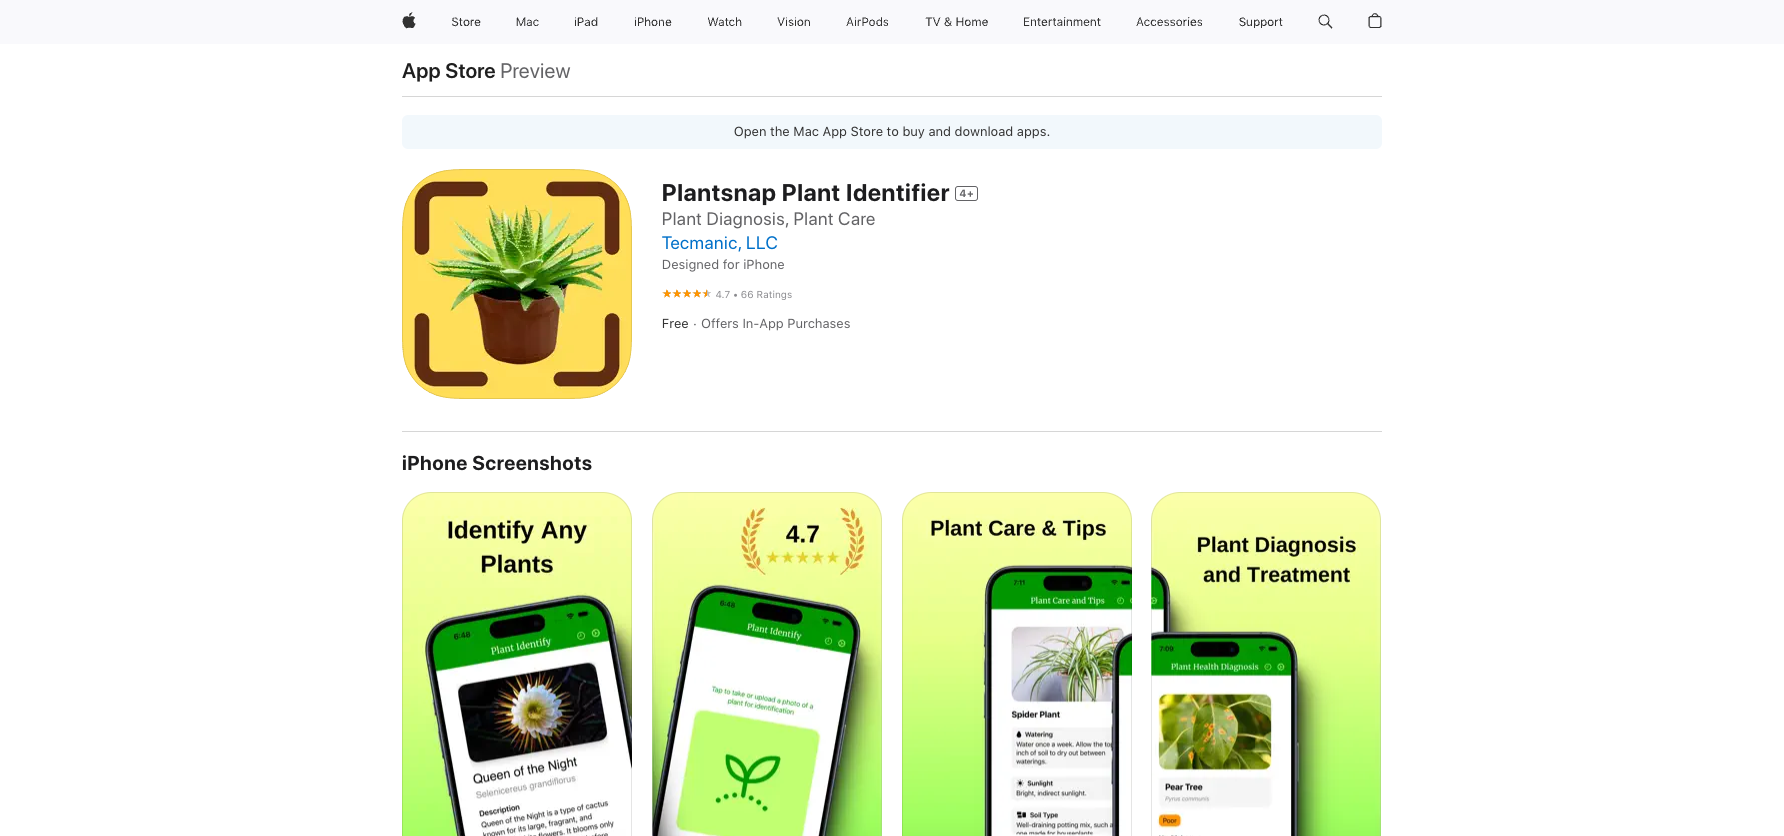 Store Mac iPad iPhone Watch Vision AirPods TV & Home Entertainment Accessories Support
App Store Preview
Open the Mac App Store to buy and download apps.
Plantsnap Plant Identifier 4+
Plant Diagnosis, Plant Care
Tecmanic, LLC
Designed for iPhone
4.7 • 66 Ratings
Free · Offers In-App Purchases
iPhone Screenshots
Identify Any
Plants
6:48
Plant Identify
Queen of the Night
Selenicereus grandiflorus
Description
Queen of the Night is a type of cactus
known for its large, fragrant, and
its flowers. It blooms only
4.7
6:48
Plant Identify
Tap to take or upload a photo of a
plant for identification
Plant Care & Tips
7:11
Plant Care and Tips
Spider Plant
Watering
Water once a week. Allow the top
inch of soil to dry out between
waterings.
Sunlight
Bright, indirect sunlight.
Soil Type
Well-draining potting mix, such a
one made for houseplants
Plant Diagnosis
and Treatment
7:09
Plant Health Diagnosis
Pear Tree
Pyrus communis
Poor